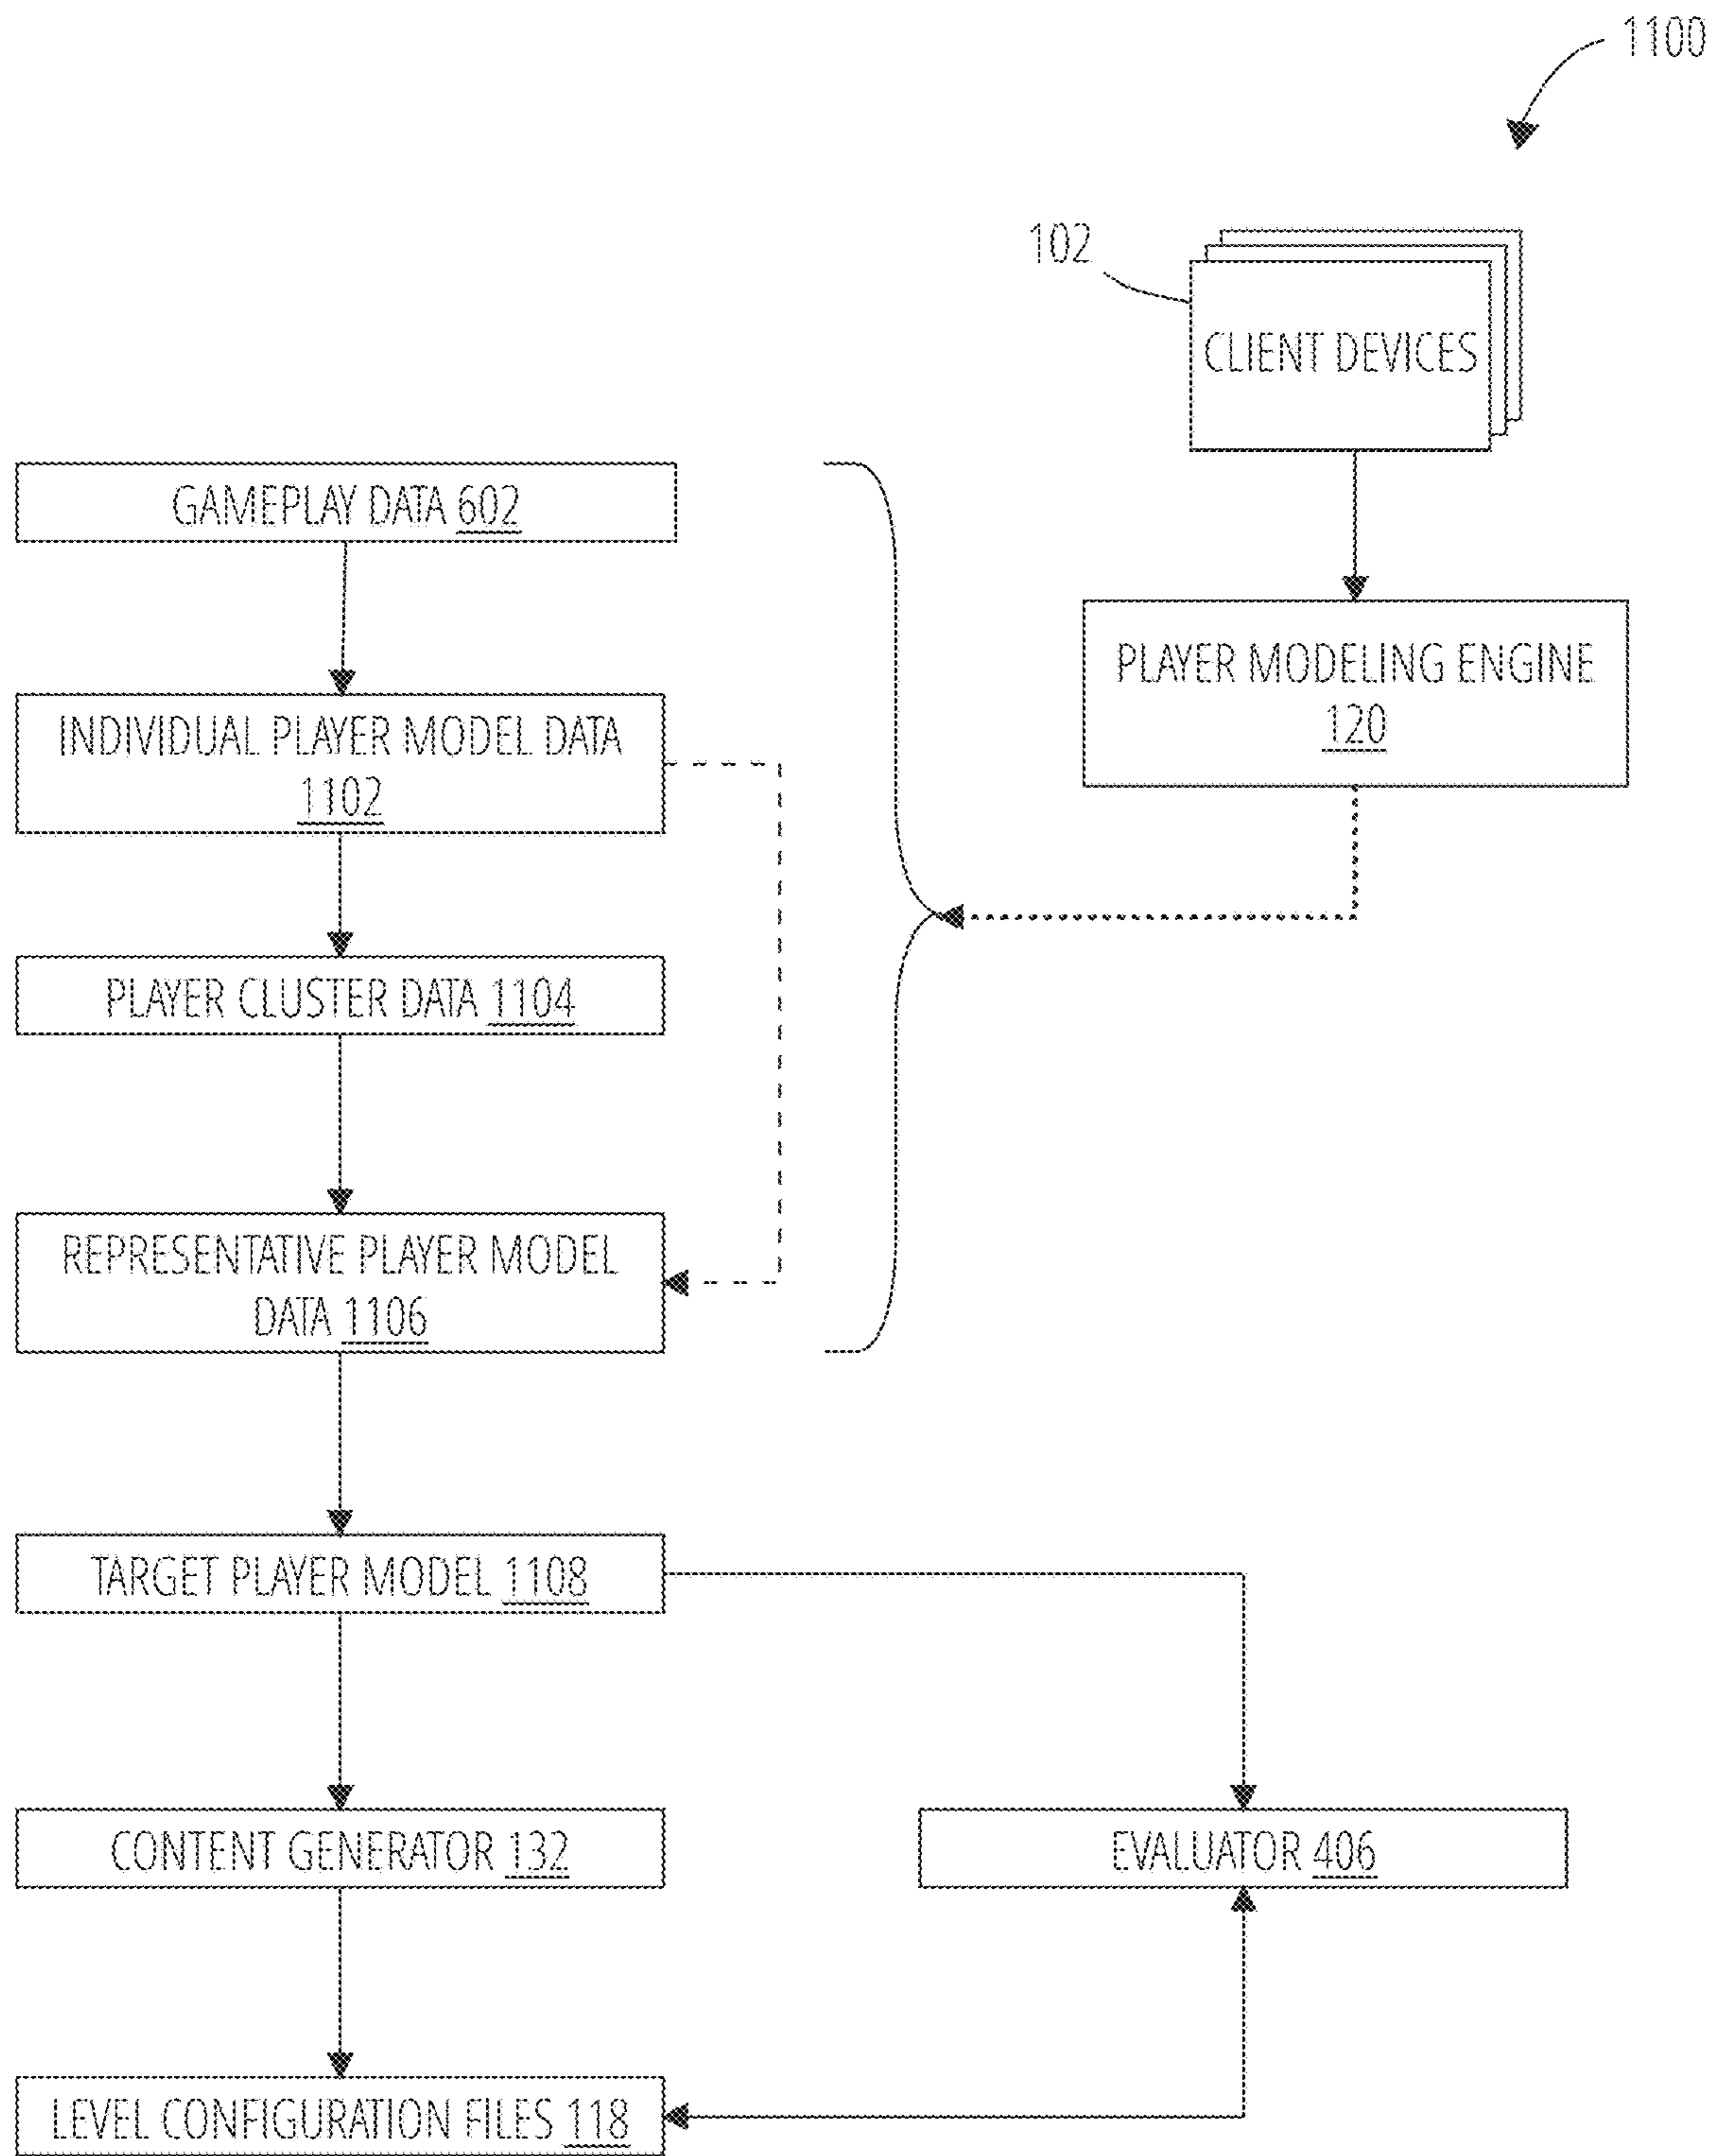 1100
102
CLIENT DEVICES
GAMEPLAY DATA 602
PLAYER MODELING ENGINE
120
INDIVIDUAL PLAYER MODEL DATA
1102
PLAYER CLUSTER DATA 1104
REPRESENTATIVE PLAYER MODEL
DATA 1106
TARGET PLAYER MODEL 1108
CONTENT GENERATOR 132
EVALUATOR 406
LEVEL CONFIGURATION FILES 118